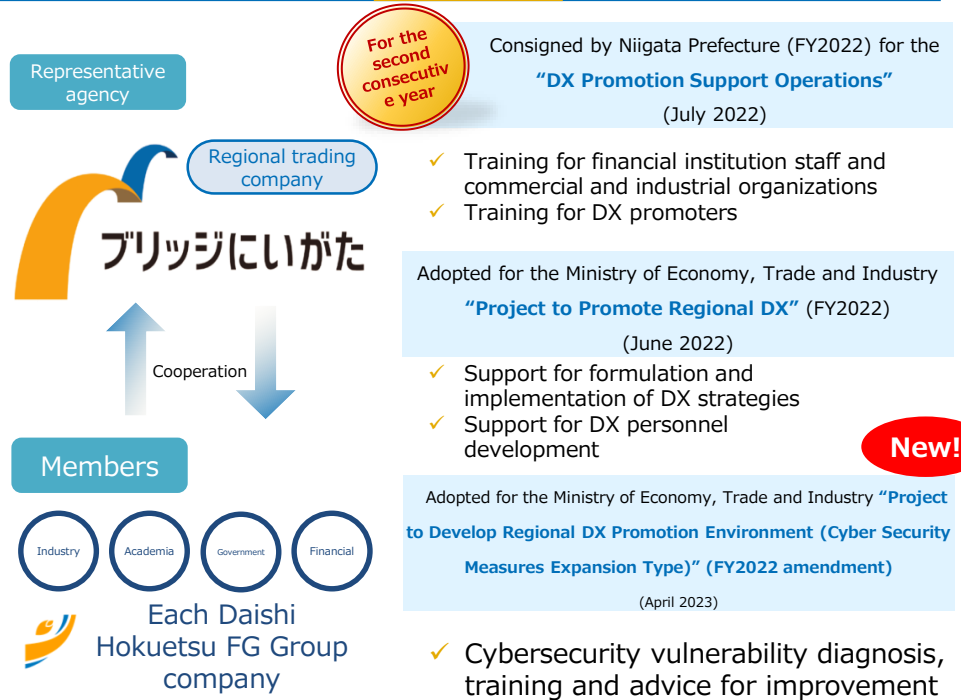 Representative
agency
Regional trading
company
ブリッジにいがた
Cooperation
Members
Industry
Academia
Government
Financial
Each Daishi
Hokuetsu FG Group
company
For the
second
consecutiv
e year
Consigned by Niigata Prefecture (FY2022) for the
“DX Promotion Support Operations”
(July 2022)
✓ Training for financial institution staff and
commercial and industrial organizations
✓ Training for DX promoters
Adopted for the Ministry of Economy, Trade and Industry
“Project to Promote Regional DX” (FY2022)
(June 2022)
✓ Support for formulation and
implementation of DX strategies
✓ Support for DX personnel
development
New!
Adopted for the Ministry of Economy, Trade and Industry “Project
to Develop Regional DX Promotion Environment (Cyber Security
Measures Expansion Type)” (FY2022 amendment)
(April 2023)
✓ Cybersecurity vulnerability diagnosis,
training and advice for improvement